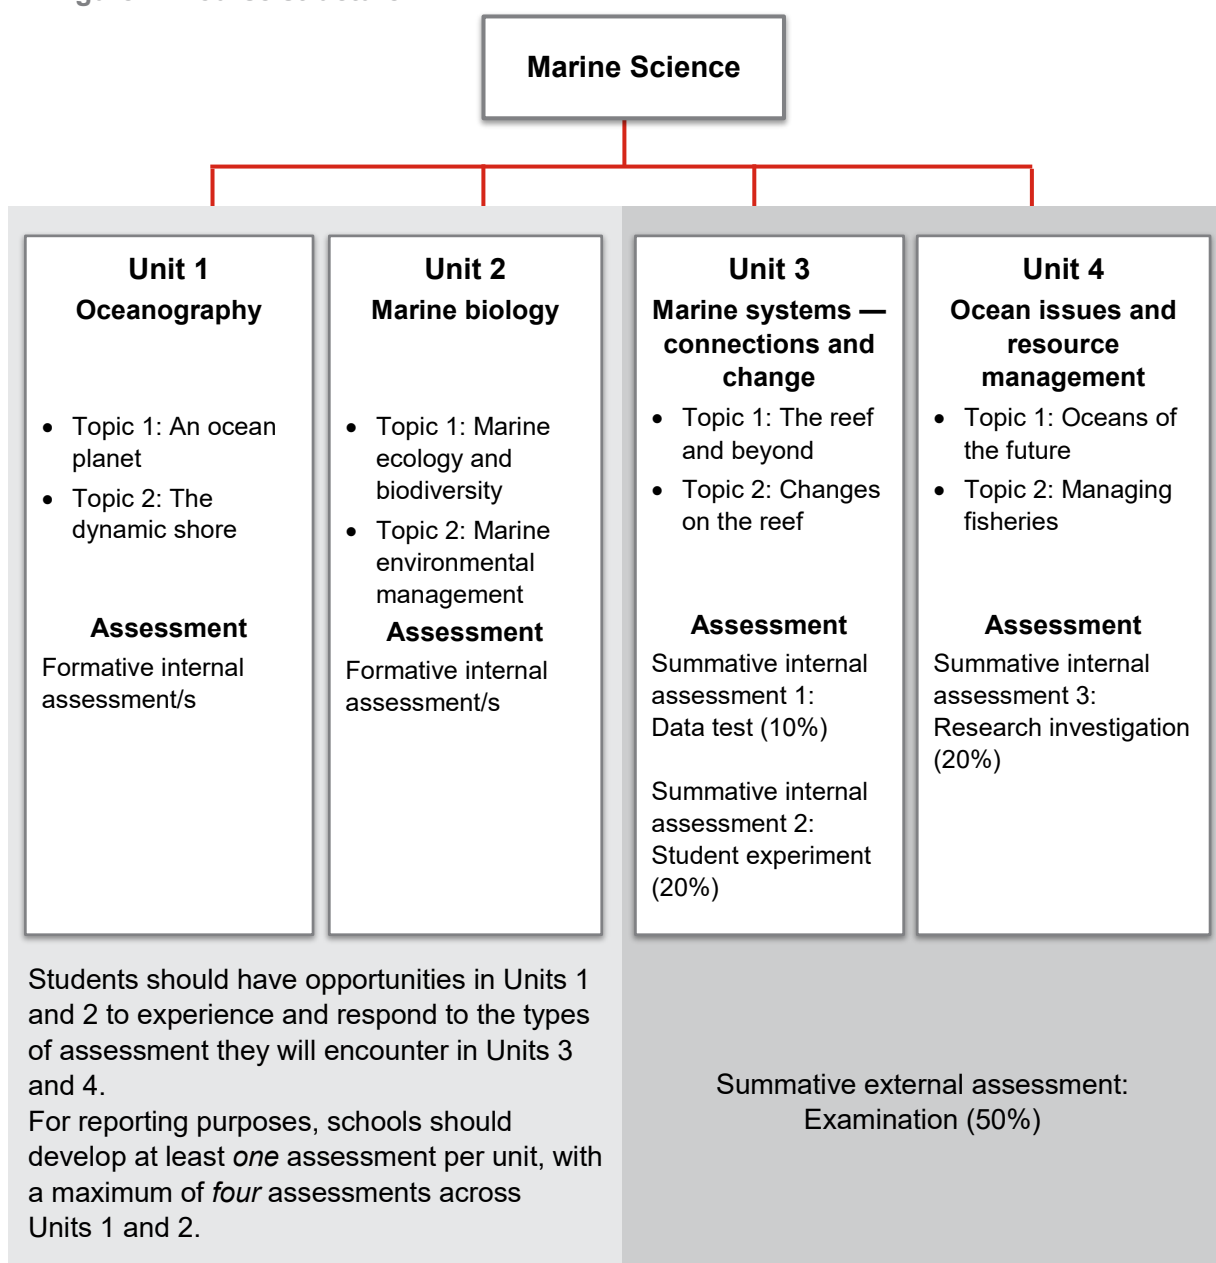 Marine Science
Unit 1
Oceanography
• Topic 1: An ocean
planet
• Topic 2: The
dynamic shore
Assessment
Formative internal
assessment/s
Unit 2
Marine biology
• Topic 1: Marine
ecology and
biodiversity
• Topic 2: Marine
environmental
management
Assessment
Formative internal
assessment/s
Unit 3
Marine systems —
connections and
change
• Topic 1: The reef
and beyond
• Topic 2: Changes
on the reef
Assessment
Summative internal
assessment 1:
Data test (10%)
Summative internal
assessment 2:
Student experiment
(20%)
Unit 4
Ocean issues and
resource
management
• Topic 1: Oceans of
the future
• Topic 2: Managing
fisheries
Assessment
Summative internal
assessment 3:
Research investigation
(20%)
Students should have opportunities in Units 1
and 2 to experience and respond to the types
of assessment they will encounter in Units 3
and 4.
For reporting purposes, schools should
develop at least one assessment per unit, with
a maximum of four assessments across
Units 1 and 2.
Summative external assessment:
Examination (50%)